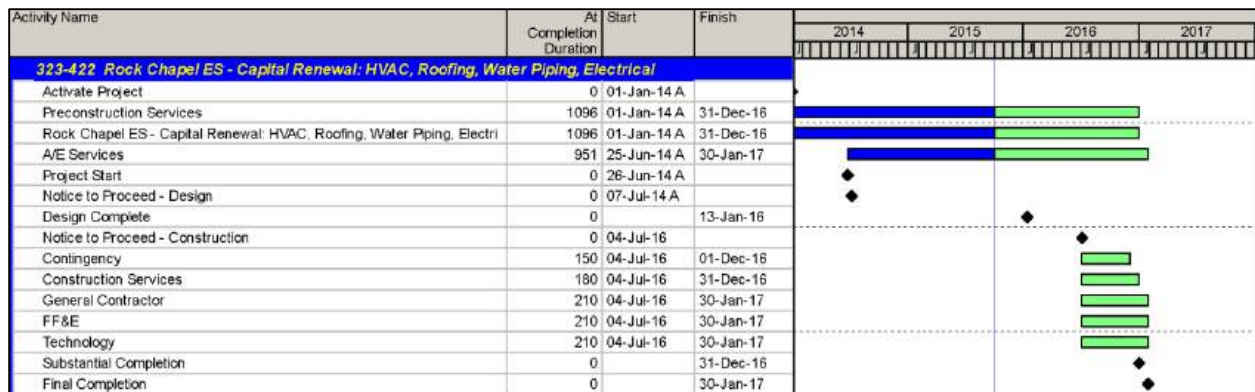 Activity Name At Start Finish
Completion
Duration
2014 2015 2016 2017
J J J J J J J J
323-422 Rock Chapel ES - Capital Renewal: HVAC, Roofing, Water Piping, Electrical
Activate Project 0 01-Jan-14 A
Preconstruction Services 1096 01-Jan-14 A 31-Dec-16
Rock Chapel ES - Capital Renewal: HVAC, Roofing, Water Piping, Electri 1096 01-Jan-14 A 31-Dec-16
A/E Services 951 25-Jun-14 A 30-Jan-17
Project Start 0 26-Jun-14 A
Notice to Proceed - Design 0 07-Jul-14 A
Design Complete 0 13-Jan-16
Notice to Proceed - Construction 0 04-Jul-16
Contingency 150 04-Jul-16 01-Dec-16
Construction Services 180 04-Jul-16 31-Dec-16
General Contractor 210 04-Jul-16 30-Jan-17
FF&E 210 04-Jul-16 30-Jan-17
Technology 210 04-Jul-16 30-Jan-17
Substantial Completion 0 31-Dec-16
Final Completion 0 30-Jan-17